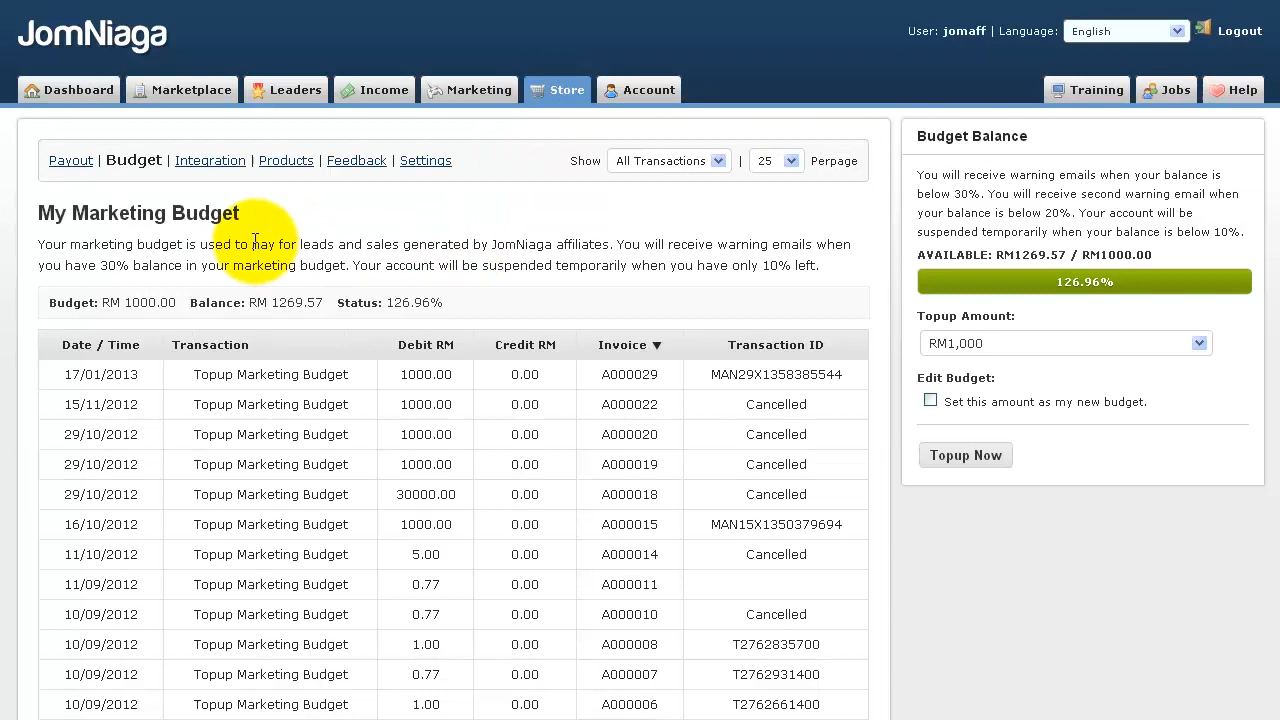 JomNiaga
User: jomaff | Language: English Logout
Dashboard Marketplace Leaders Income Marketing Store Account Training Jobs Help
Payout | Budget | Integration | Products | Feedback | Settings Show All Transactions | 25 Perpage
My Marketing Budget
Your marketing budget is used to pay for leads and sales generated by JomNiaga affiliates. You will receive warning emails when
you have 30% balance in your marketing budget. Your account will be suspended temporarily when you have only 10% left.
Budget: RM 1000.00 Balance: RM 1269.57 Status: 126.96%
Date / Time Transaction Debit RM Credit RM Invoice ▼ Transaction ID
17/01/2013 Topup Marketing Budget 1000.00 0.00 A000029 MAN29X1358385544
15/11/2012 Topup Marketing Budget 1000.00 0.00 A000022 Cancelled
29/10/2012 Topup Marketing Budget 1000.00 0.00 A000020 Cancelled
29/10/2012 Topup Marketing Budget 1000.00 0.00 A000019 Cancelled
29/10/2012 Topup Marketing Budget 30000.00 0.00 A000018 Cancelled
16/10/2012 Topup Marketing Budget 1000.00 0.00 A000015 MAN15X1350379694
11/10/2012 Topup Marketing Budget 5.00 0.00 A000014 Cancelled
11/09/2012 Topup Marketing Budget 0.77 0.00 A000011
10/09/2012 Topup Marketing Budget 0.77 0.00 A000010 Cancelled
10/09/2012 Topup Marketing Budget 1.00 0.00 A000008 T2762835700
10/09/2012 Topup Marketing Budget 0.77 0.00 A000007 T2762931400
10/09/2012 Topup Marketing Budget 1.00 0.00 A000006 T2762661400
Budget Balance
You will receive warning emails when your balance is
below 30%. You will receive second warning email when
your balance is below 20%. Your account will be
suspended temporarily when your balance is below 10%.
AVAILABLE: RM1269.57 / RM1000.00
126.96%
Topup Amount:
RM1,000
Edit Budget:
Set this amount as my new budget.
Topup Now